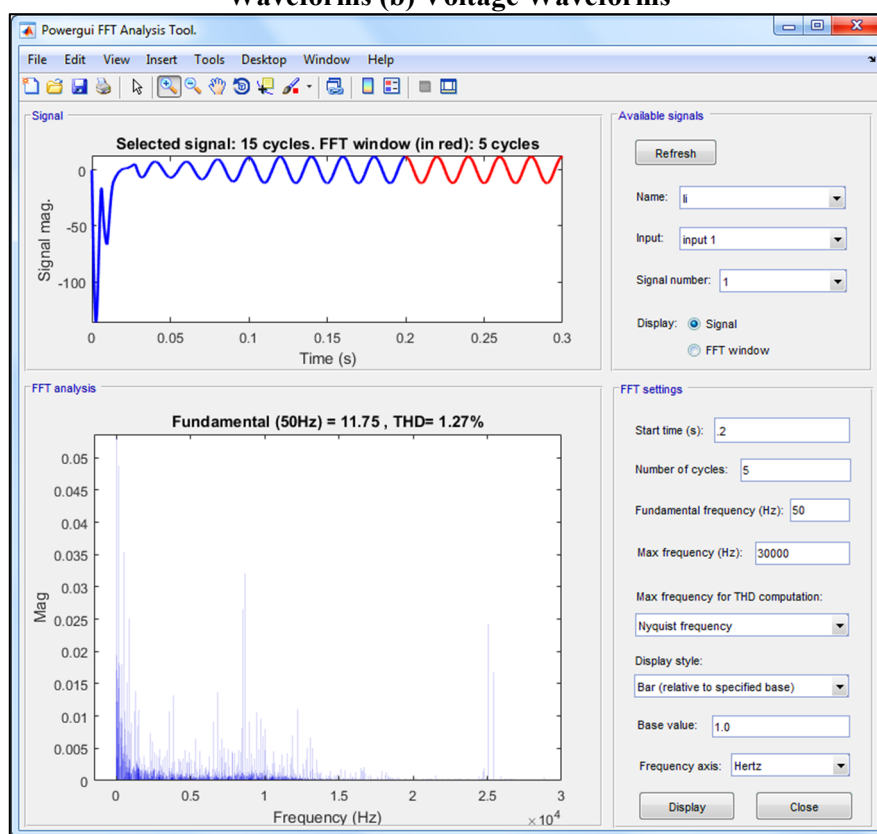 Waveforms (b) Voltage Waveforms
Powergui FFT Analysis Tool.
File Edit View Insert Tools Desktop Window Help
Signal
Selected signal: 15 cycles. FFT window (in red): 5 cycles
0
-50
-100
Signal mag.
0 0.05 0.1 0.15 0.2 0.25 0.3
Time (s)
Available signals
Refresh
Name: Ii
Input: input 1
Signal number: 1
Display: Signal
FFT window
FFT analysis
Fundamental (50Hz) = 11.75 , THD= 1.27%
0.05
0.045
0.04
0.035
0.03
0.025
0.02
0.015
0.01
0.005
0
Mag
0 0.5 1 1.5 2 2.5 3
Frequency (Hz) × 10^4
FFT settings
Start time (s): .2
Number of cycles: 5
Fundamental frequency (Hz): 50
Max frequency (Hz): 30000
Max frequency for THD computation:
Nyquist frequency
Display style:
Bar (relative to specified base)
Base value: 1.0
Frequency axis: Hertz
Display Close